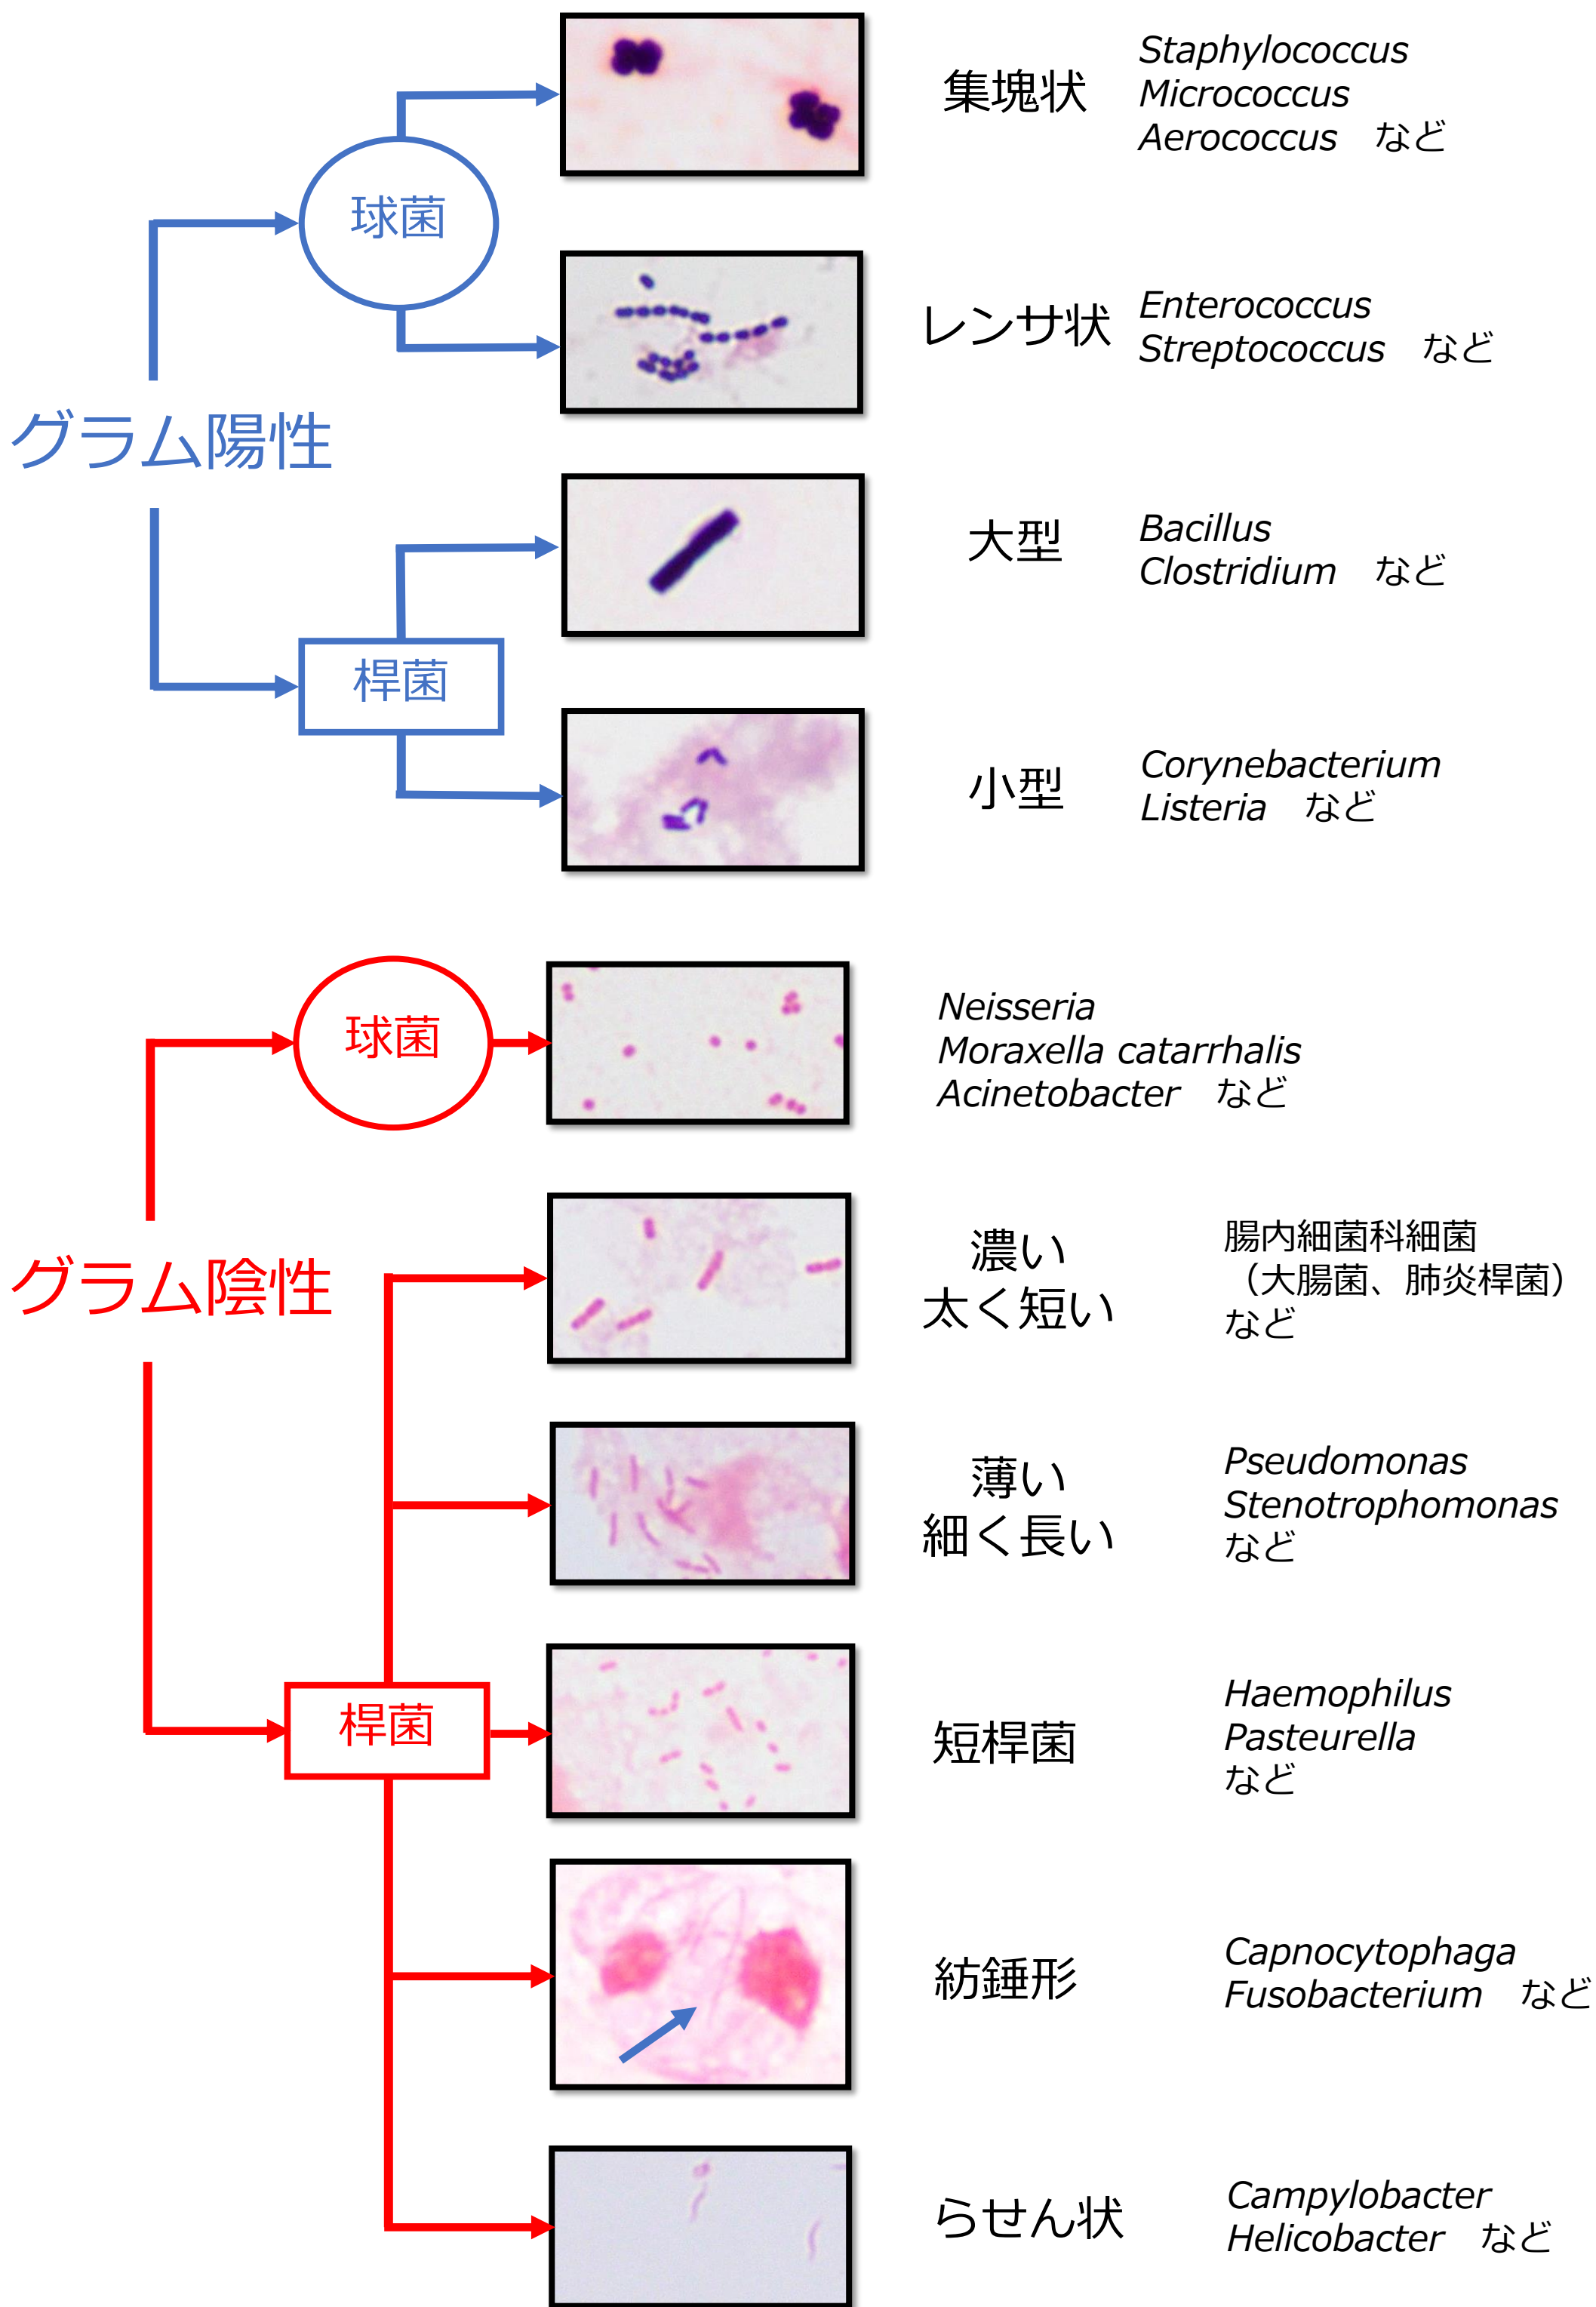 グラム陽性
球菌
集塊状
Staphylococcus
Micrococcus
Aerococcus　など
レンサ状
Enterococcus
Streptococcus　など
桿菌
大型
Bacillus
Clostridium　など
小型
Corynebacterium
Listeria　など
グラム陰性
球菌
Neisseria
Moraxella catarrhalis
Acinetobacter　など
桿菌
濃い
太く短い
腸内細菌科細菌
（大腸菌、肺炎桿菌）
など
薄い
細く長い
Pseudomonas
Stenotrophomonas
など
短桿菌
Haemophilus
Pasteurella
など
紡錘形
Capnocytophaga
Fusobacterium　など
らせん状
Campylobacter
Helicobacter　など